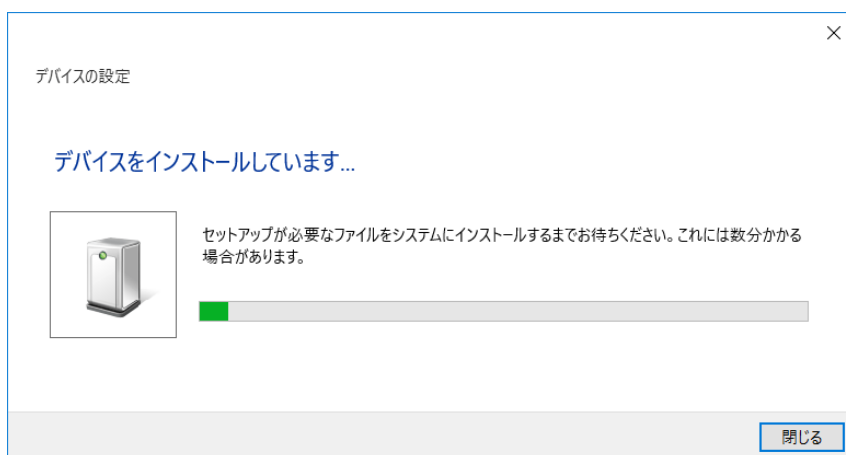 デバイスの設定
デバイスをインストールしています...
セットアップが必要なファイルをシステムにインストールするまでお待ちください。これには数分かかる
場合があります。
閉じる